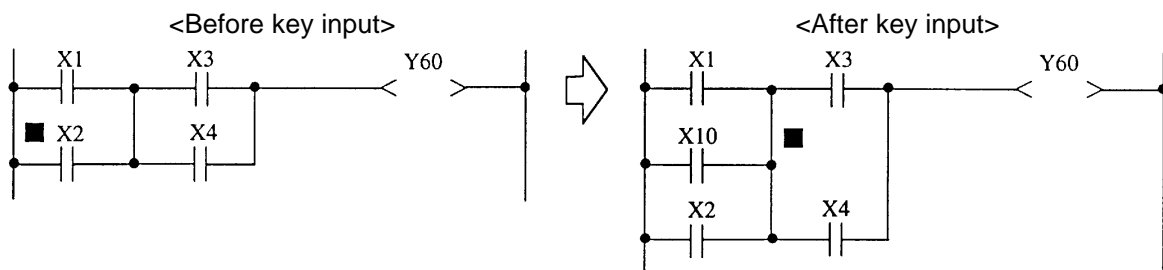 <Before key input>
<After key input>
X1 X3 Y60
X2 X4
X1 X3 Y60
X10
X2 X4